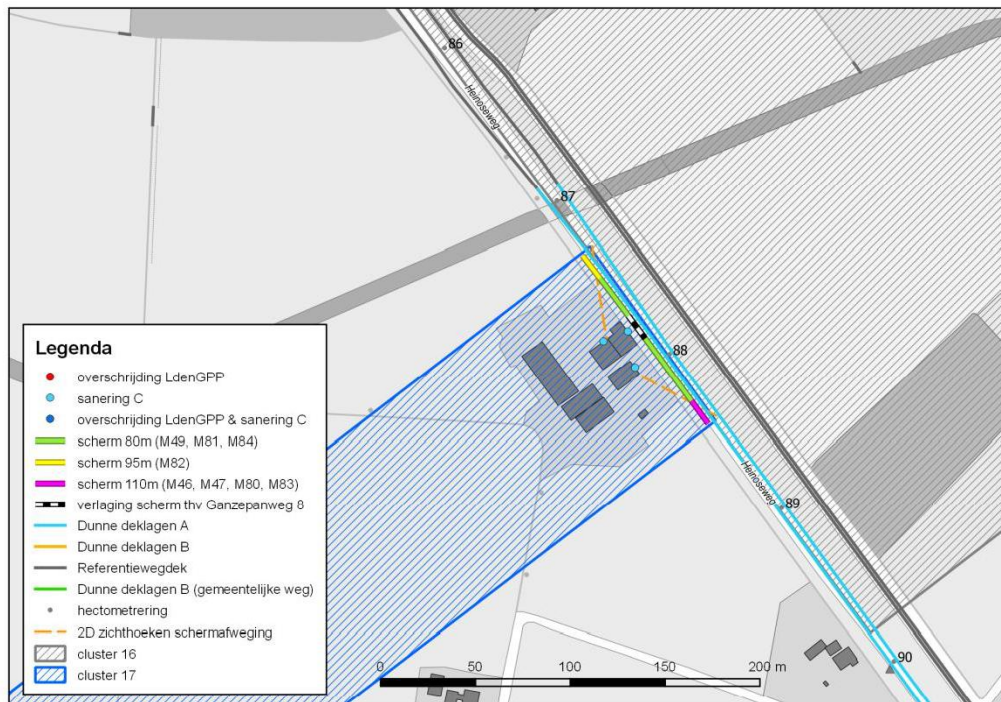 86
Heinoseweg
87
88
Heinoseweg
89
90
Legenda
overschrijding LdenGPP
sanering C
overschrijding LdenGPP & sanering C
scherm 80m (M49, M81, M84)
scherm 95m (M82)
scherm 110m (M46, M47, M80, M83)
verlaging scherm thv Ganzepanweg 8
Dunne deklagen A
Dunne deklagen B
Referentiewegdek
Dunne deklagen B (gemeentelijke weg)
hectometrering
2D zichthoeken schermafweging
cluster 16
cluster 17
0 50 100 150 200 m